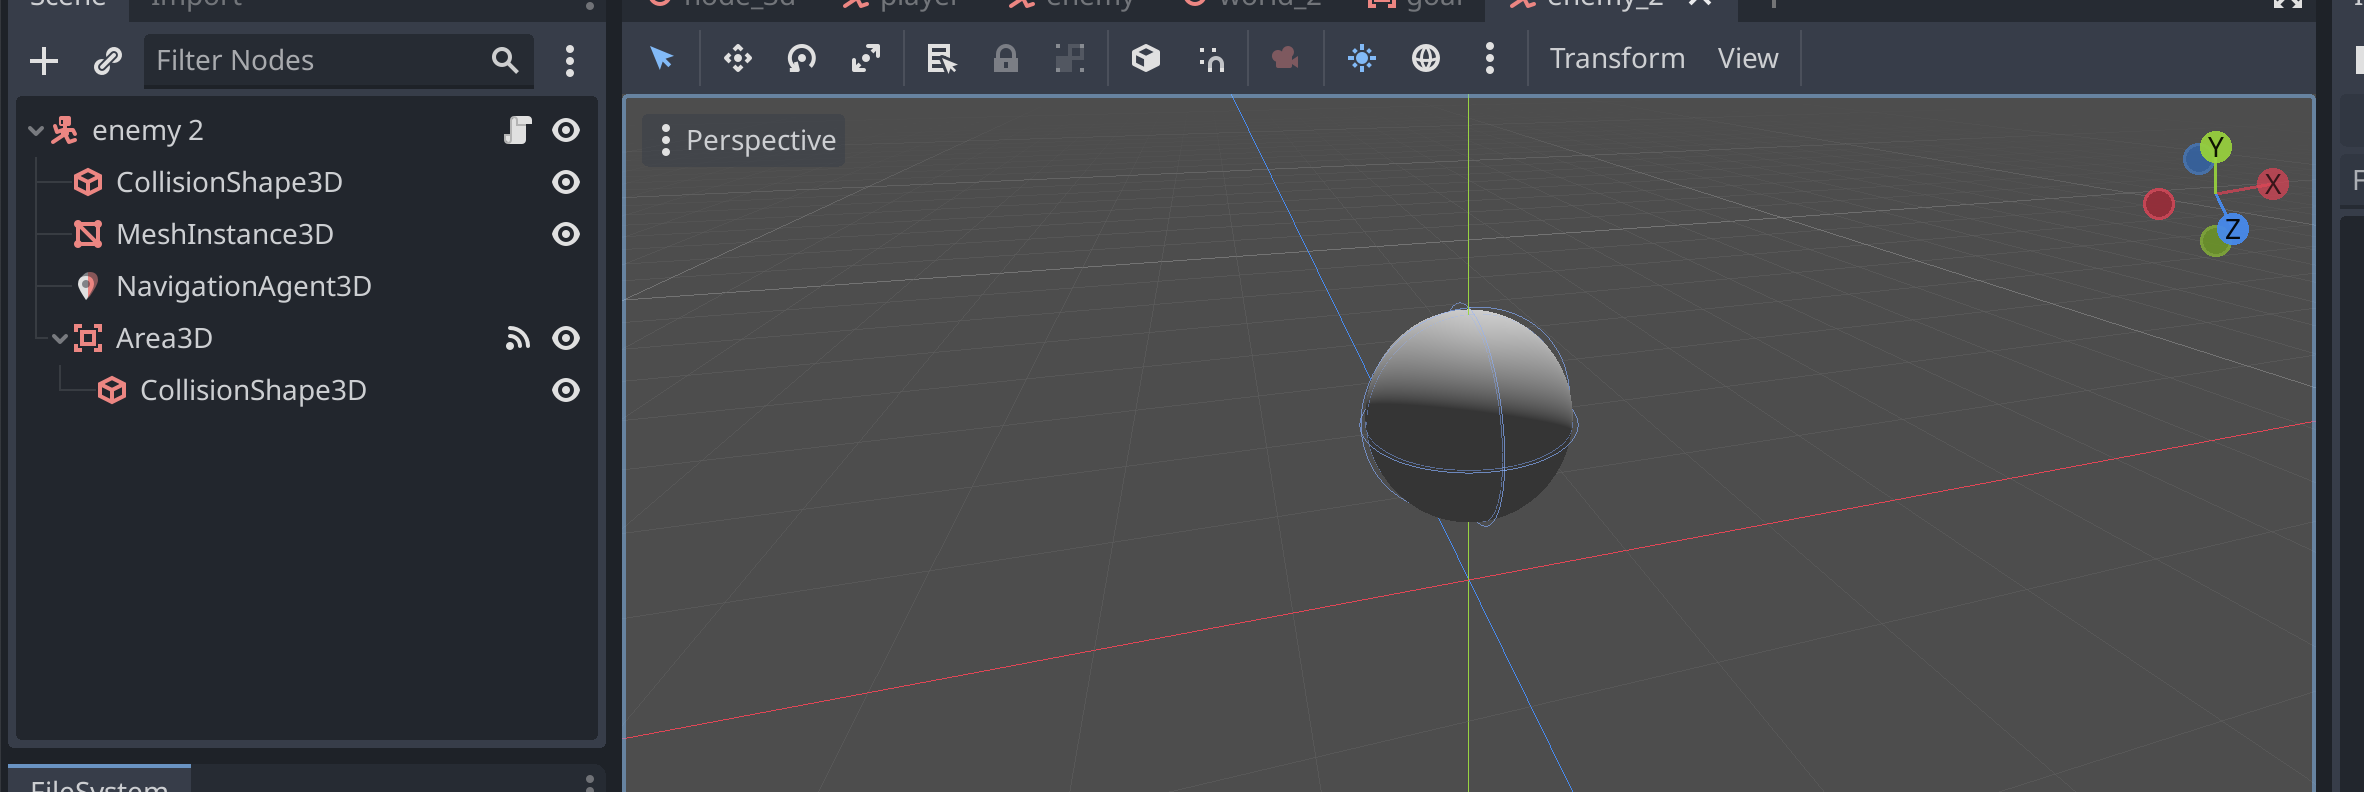 Scene Import
node_3d player enemy world_2 goal enemy_2
Filter Nodes
Transform View
enemy 2
CollisionShape3D
MeshInstance3D
NavigationAgent3D
Area3D
CollisionShape3D
Perspective
Y
X
Z
F
FileSystem